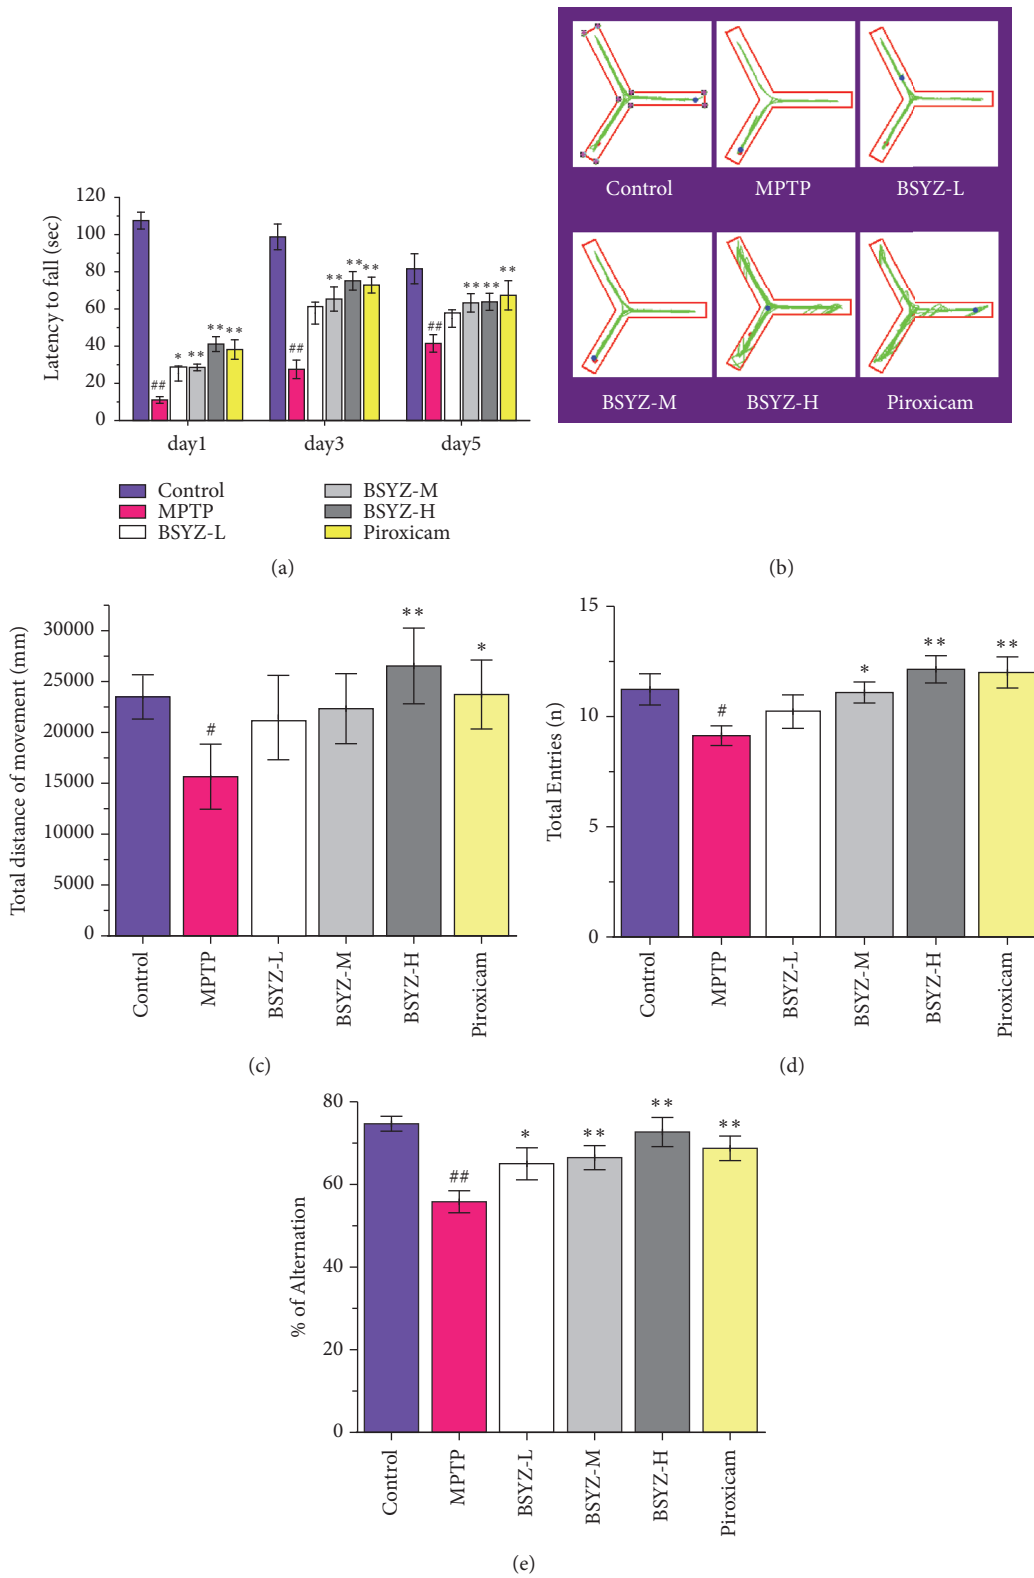 120
100
80
60
40
20
0
Latency to fall (sec)
##
*
**
**
**
##
**
**
**
##
**
**
**
day1
day3
day5
Control
MPTP
BSYZ-L
BSYZ-M
BSYZ-H
Piroxicam
(a)
Control
MPTP
BSYZ-L
BSYZ-M
BSYZ-H
Piroxicam
(b)
30000
25000
20000
15000
10000
5000
0
Total distance of movement (mm)
#
**
*
Control
MPTP
BSYZ-L
BSYZ-M
BSYZ-H
Piroxicam
(c)
15
10
5
0
Total Entries (n)
#
*
**
**
Control
MPTP
BSYZ-L
BSYZ-M
BSYZ-H
Piroxicam
(d)
80
60
40
20
0
% of Alternation
##
*
**
**
**
Control
MPTP
BSYZ-L
BSYZ-M
BSYZ-H
Piroxicam
(e)